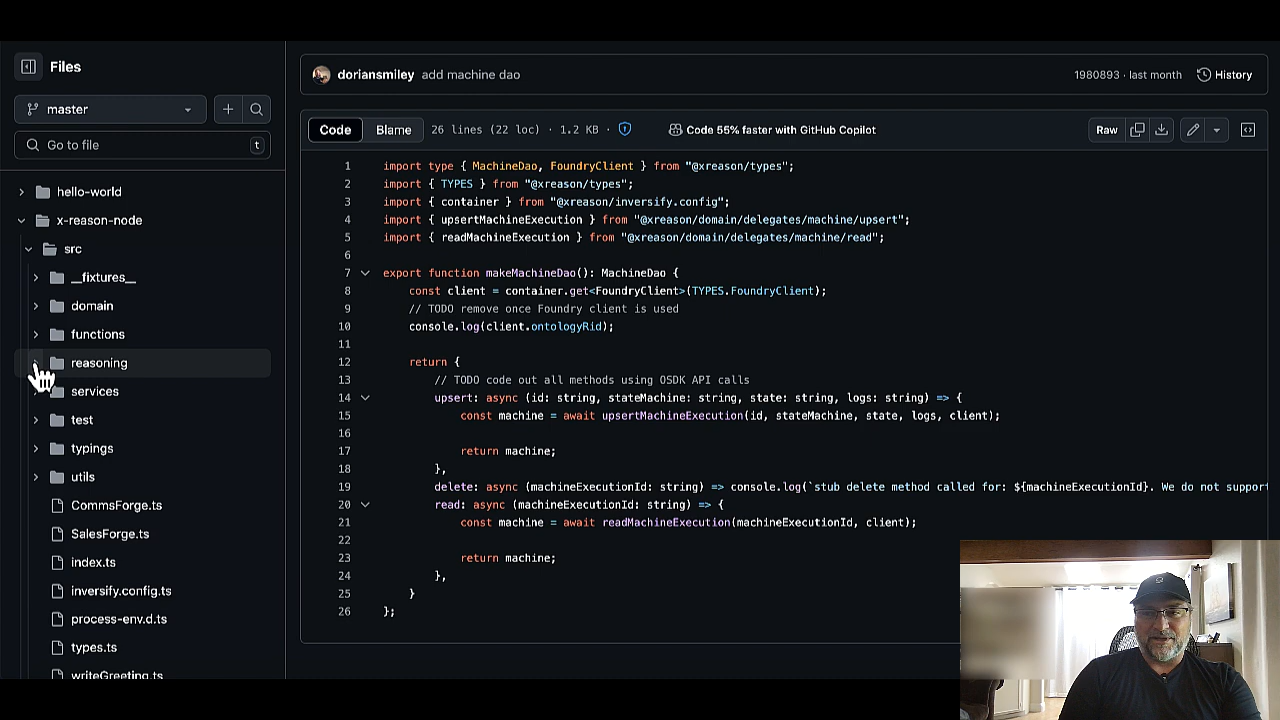 Files
master
Go to file
t
hello-world
x-reason-node
src
__fixtures__
domain
functions
reasoning
services
test
typings
utils
CommsForge.ts
SalesForge.ts
index.ts
inversify.config.ts
process-env.d.ts
types.ts
writeGreeting.ts
doriansmiley add machine dao
1980893 · last month
History
Code
Blame
26 lines (22 loc) · 1.2 KB ·
Code 55% faster with GitHub Copilot
Raw
1 import type { MachineDao, FoundryClient } from "@xreason/types";
2 import { TYPES } from "@xreason/types";
3 import { container } from "@xreason/inversify.config";
4 import { upsertMachineExecution } from "@xreason/domain/delegates/machine/upsert";
5 import { readMachineExecution } from "@xreason/domain/delegates/machine/read";
6
7 export function makeMachineDao(): MachineDao {
8 const client = container.get<FoundryClient>(TYPES.FoundryClient);
9 // TODO remove once Foundry client is used
10 console.log(client.ontologyRid);
11
12 return {
13 // TODO code out all methods using OSDK API calls
14 upsert: async (id: string, stateMachine: string, state: string, logs: string) => {
15 const machine = await upsertMachineExecution(id, stateMachine, state, logs, client);
16
17 return machine;
18 },
19 delete: async (machineExecutionId: string) => console.log(`stub delete method called for: ${machineExecutionId}. We do not support
20 read: async (machineExecutionId: string) => {
21 const machine = await readMachineExecution(machineExecutionId, client);
22
23 return machine;
24 },
25 }
26 };